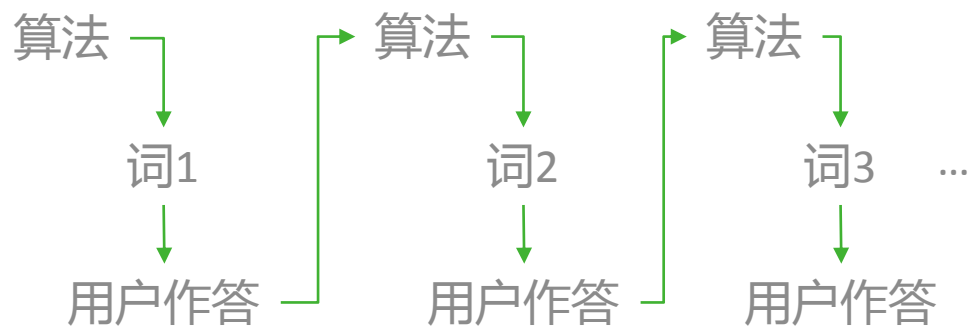 算法 算法 算法
词1 词2 词3 ...
用户作答 用户作答 用户作答